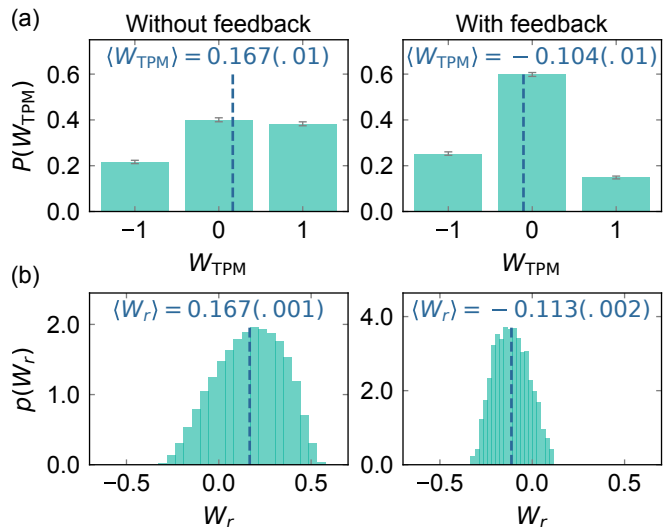 (a)
Without feedback
With feedback
⟨W_TPM⟩ = 0.167(.01)
⟨W_TPM⟩ = −0.104(.01)
P(W_TPM)
0.6
0.4
0.2
0.0
0.6
0.4
0.2
0.0
−1 0 1
−1 0 1
W_TPM
W_TPM
(b)
⟨W_r⟩ = 0.167(.001)
⟨W_r⟩ = −0.113(.002)
p(W_r)
2.0
1.0
0.0
4.0
2.0
0.0
−0.5 0.0 0.5
−0.5 0.0 0.5
W_r
W_r